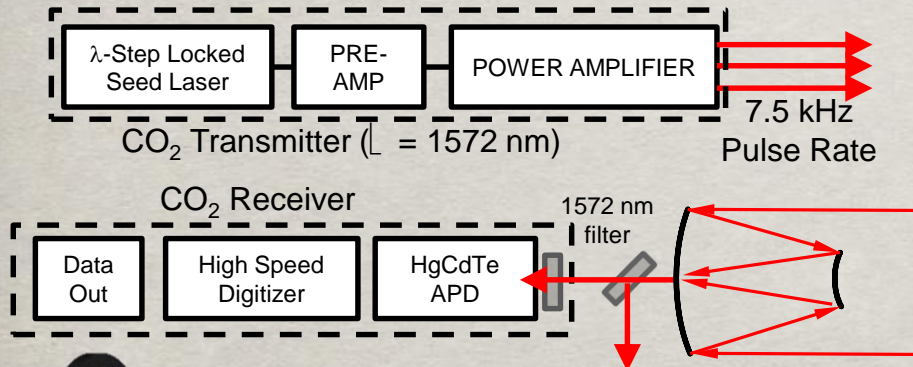 λ-Step Locked
Seed Laser
PRE-
AMP
POWER AMPLIFIER
7.5 kHz
Pulse Rate
CO₂ Transmitter (⎣ = 1572 nm)
CO₂ Receiver
1572 nm
filter
Data
Out
High Speed
Digitizer
HgCdTe
APD